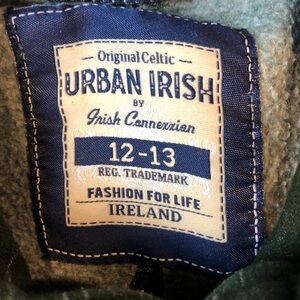 Original Celtic
URBAN IRISH
BY
Irish Connexxion
12-13
REG. TRADEMARK
FASHION FOR LIFE
IRELAND